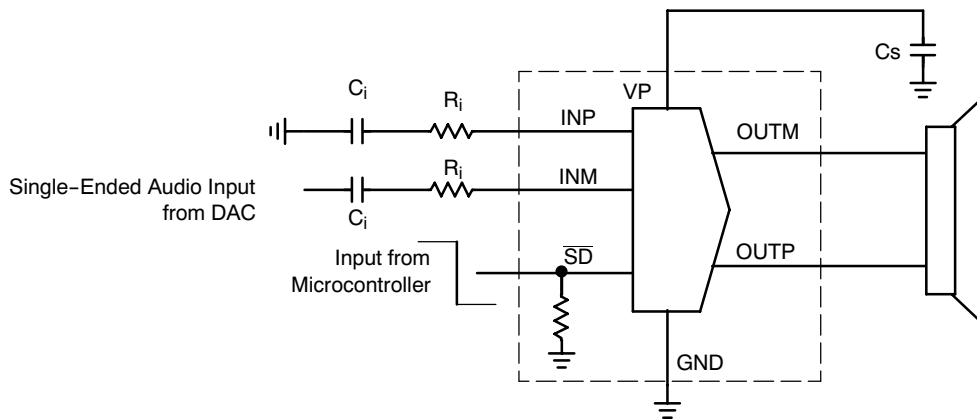 Cs
VP
Ci
Ri
INP
OUTM
Single-Ended Audio Input
from DAC
Ri
INM
Ci
Input from
Microcontroller
SD
OUTP
GND